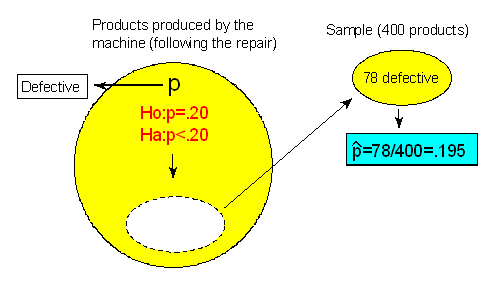 Products produced by the
machine (following the repair)
Sample (400 products)
Defective
p
Ho:p=.20
Ha:p<.20
78 defective
p̂=78/400=.195